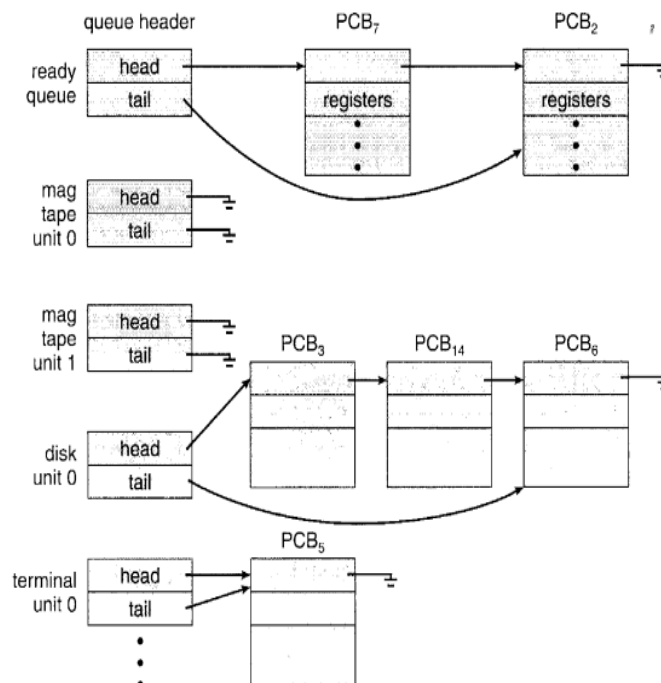 queue header PCB7 PCB2
ready queue
head
tail
registers registers
mag tape unit 0
head
tail
mag tape unit 1
head
tail
PCB3 PCB14 PCB6
disk unit 0
head
tail
PCB5
terminal unit 0
head
tail